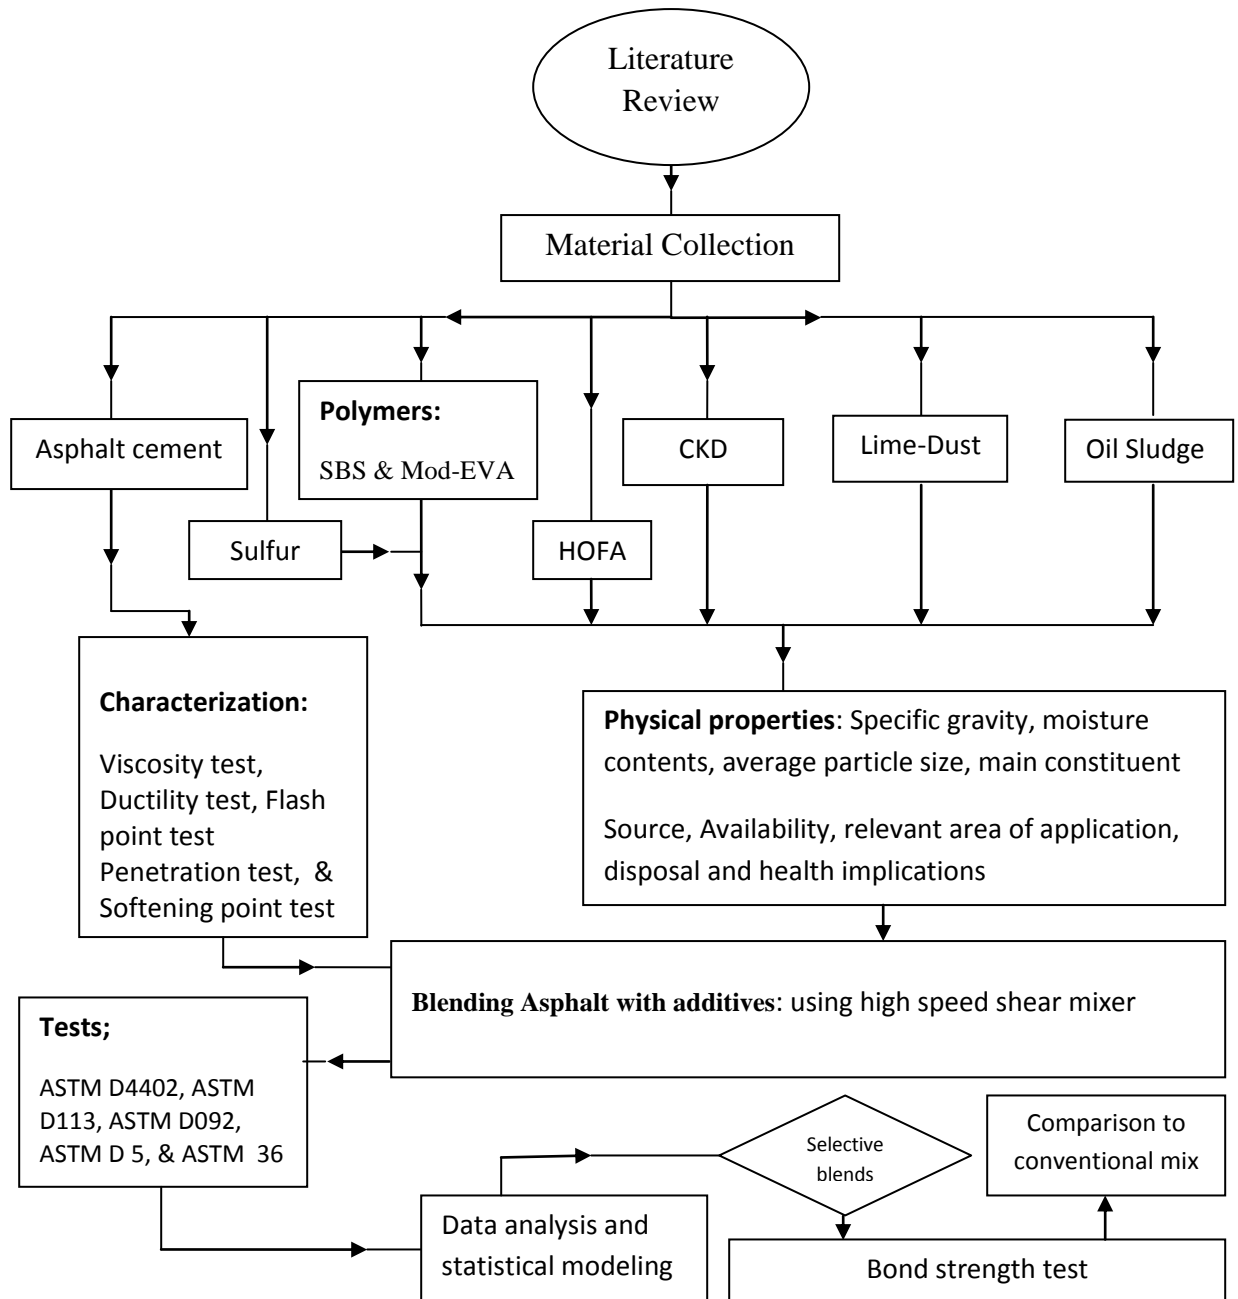 Literature
Review
Material Collection
Asphalt cement
Polymers:
SBS & Mod-EVA
CKD
Lime-Dust
Oil Sludge
Sulfur
HOFA
Characterization:
Viscosity test,
Ductility test, Flash
point test
Penetration test,  &
Softening point test
Physical properties: Specific gravity, moisture
contents, average particle size, main constituent
Source, Availability, relevant area of application,
disposal and health implications
Blending Asphalt with additives: using high speed shear mixer
Tests;
ASTM D4402, ASTM
D113, ASTM D092,
ASTM D 5, & ASTM  36
Data analysis and
statistical modeling
Selective
blends
Comparison to
conventional mix
Bond strength test